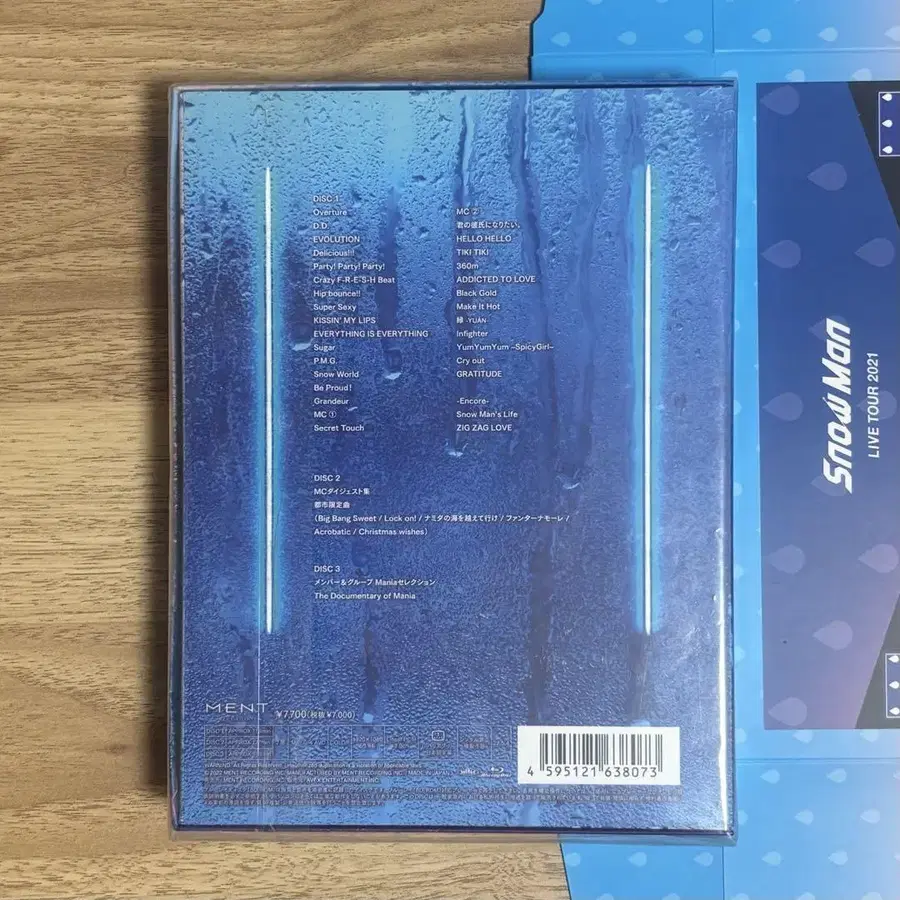 DISC 1
Overture
D.D.
EVOLUTION
Delicious!!!
Party! Party! Party!
Crazy F-R-E-S-H Beat
Hip bounce!!
Super Sexy
KISSIN' MY LIPS
EVERYTHING IS EVERYTHING
Sugar
P.M.G.
Snow World
Be Proud!
Grandeur
MC ①
Secret Touch
MC ②
君の彼氏になりたい。
HELLO HELLO
TIKI TIKI
360m
ADDICTED TO LOVE
Black Gold
Make It Hot
縁 -YUÁN-
Infighter
YumYumYum ~SpicyGirl~
Cry out
GRATITUDE
-Encore-
Snow Man's Life
ZIG ZAG LOVE
DISC 2
MCダイジェスト集
都市限定曲
(Big Bang Sweet / Lock on! / ナミダの海を越えて行け / ファンターナモーレ /
Acrobatic / Christmas wishes)
DISC 3
メンバー&グループ Maniaセレクション
The Documentary of Mania
MENT
¥7,700(税抜¥7,000)
4 595121 638073
Snow Man
LIVE TOUR 2021